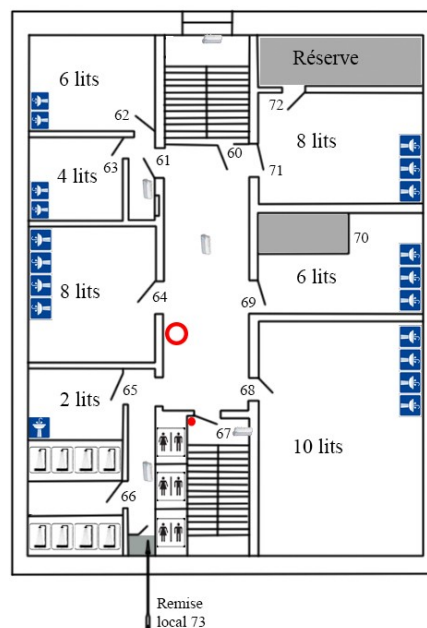 Réserve
6 lits
62
72
8 lits
60
61
71
63
4 lits
70
6 lits
8 lits
64
69
2 lits
65
68
67
10 lits
66
Remise
local 73